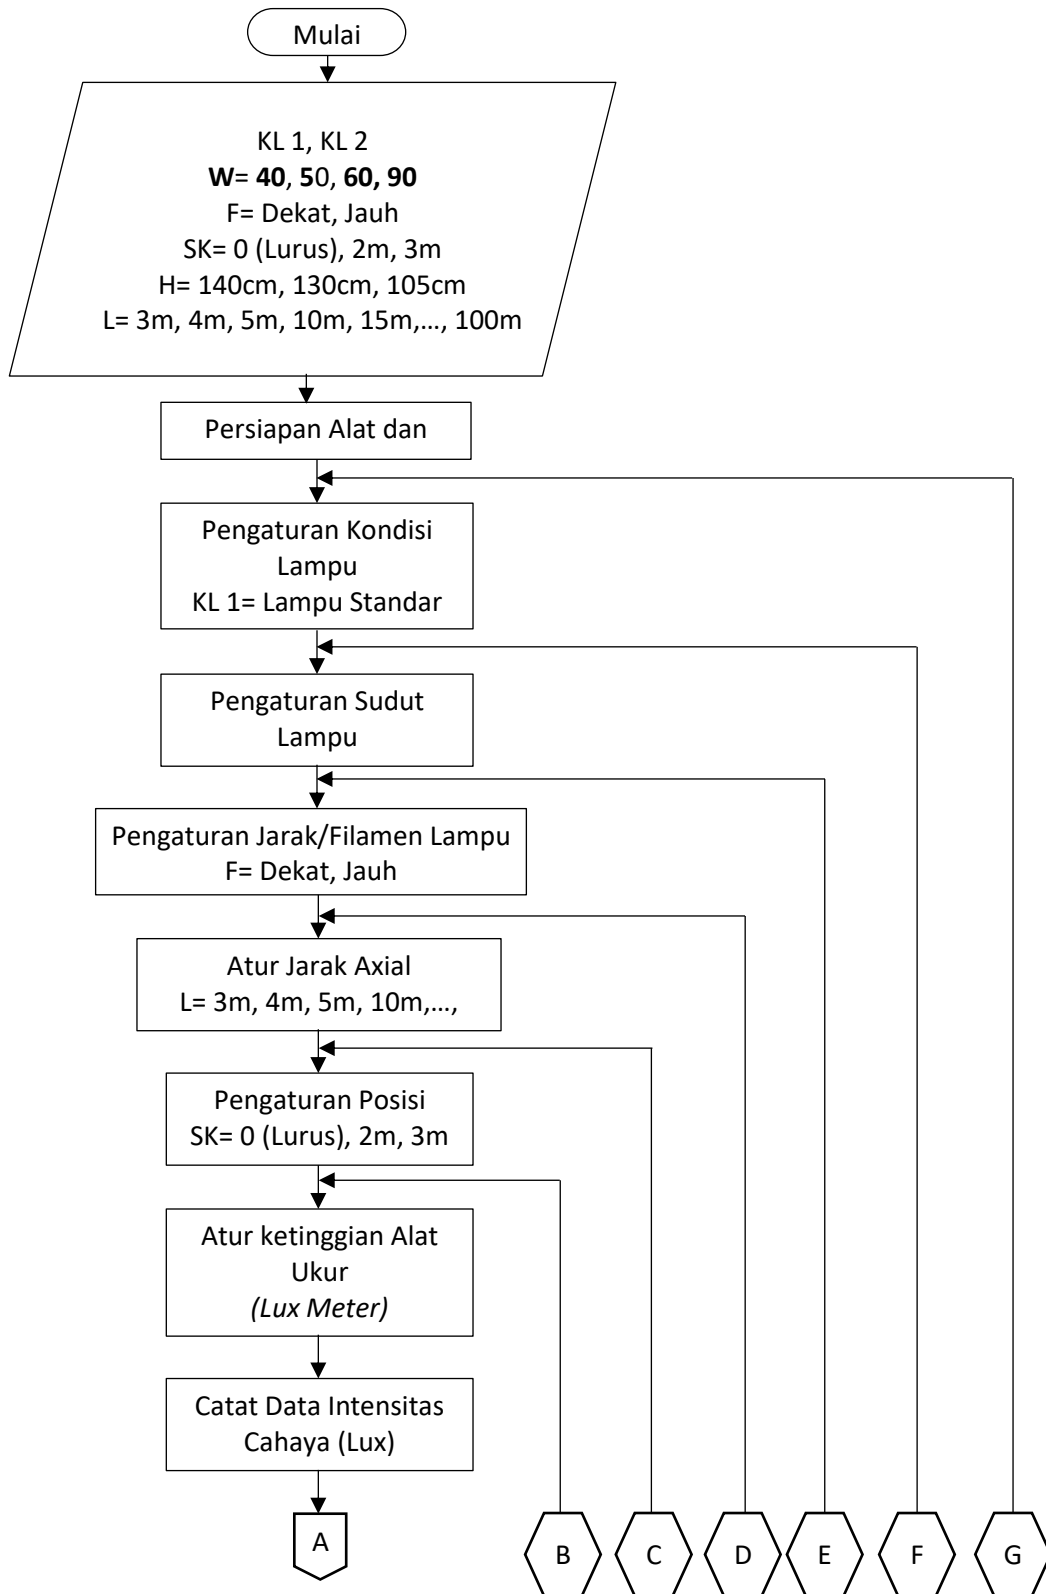 Mulai
KL 1, KL 2
W= 40, 50, 60, 90
F= Dekat, Jauh
SK= 0 (Lurus), 2m, 3m
H= 140cm, 130cm, 105cm
L= 3m, 4m, 5m, 10m, 15m,..., 100m
Persiapan Alat dan
Pengaturan Kondisi
Lampu
KL 1= Lampu Standar
Pengaturan Sudut
Lampu
Pengaturan Jarak/Filamen Lampu
F= Dekat, Jauh
Atur Jarak Axial
L= 3m, 4m, 5m, 10m,...,
Pengaturan Posisi
SK= 0 (Lurus), 2m, 3m
Atur ketinggian Alat
Ukur
(Lux Meter)
Catat Data Intensitas
Cahaya (Lux)
A
B
C
D
E
F
G